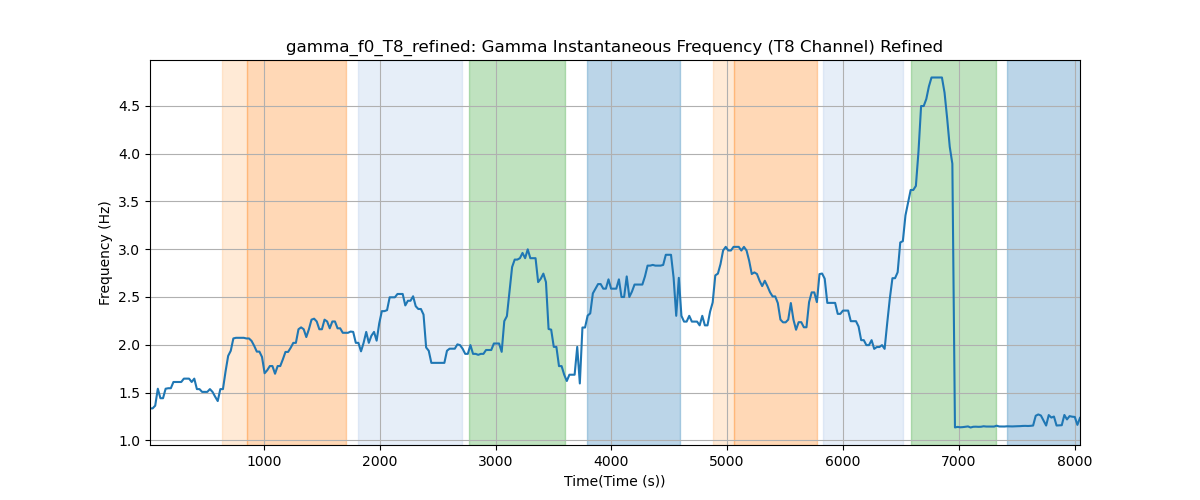 gamma_f0_T8_refined: Gamma Instantaneous Frequency (T8 Channel) Refined
Frequency (Hz)
4.5
4.0
3.5
3.0
2.5
2.0
1.5
1.0
1000 2000 3000 4000 5000 6000 7000 8000
Time(Time (s))